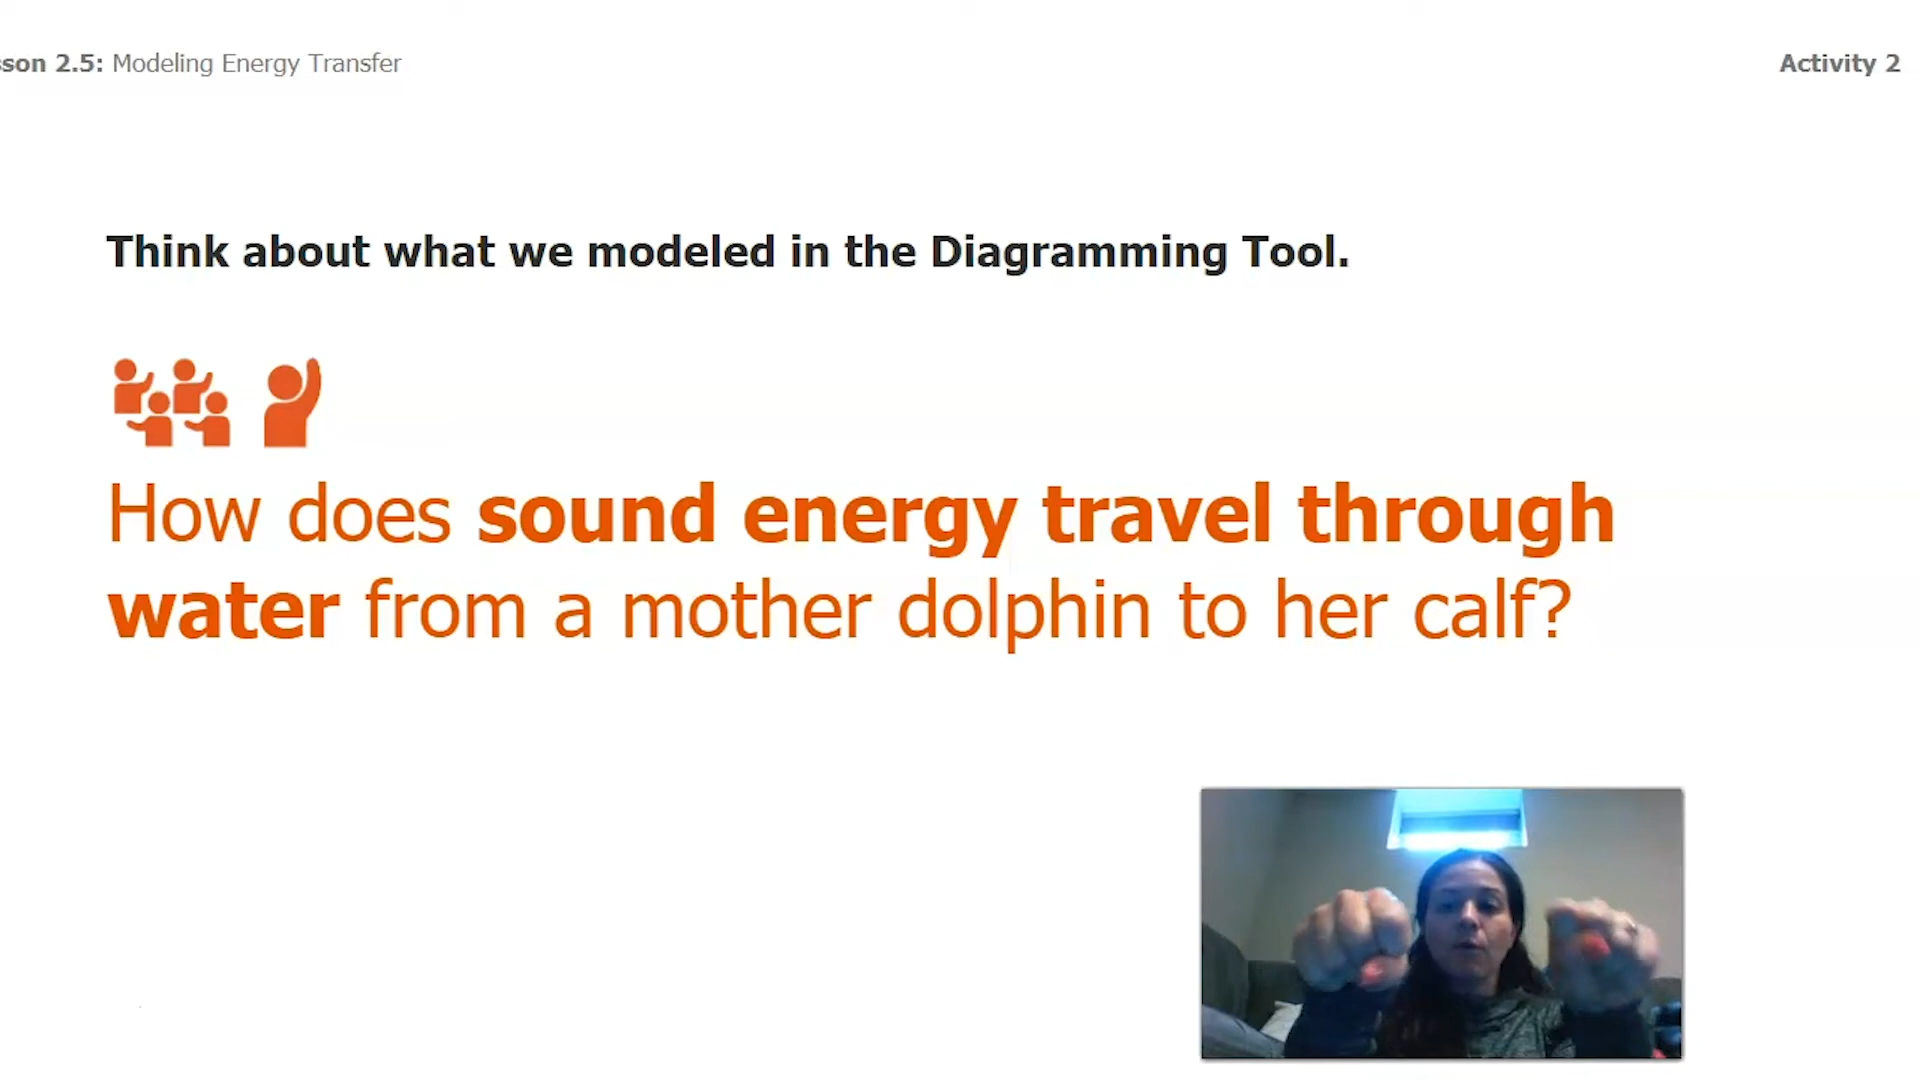 sson 2.5: Modeling Energy Transfer
Activity 2
Think about what we modeled in the Diagramming Tool.
How does sound energy travel through
water from a mother dolphin to her calf?